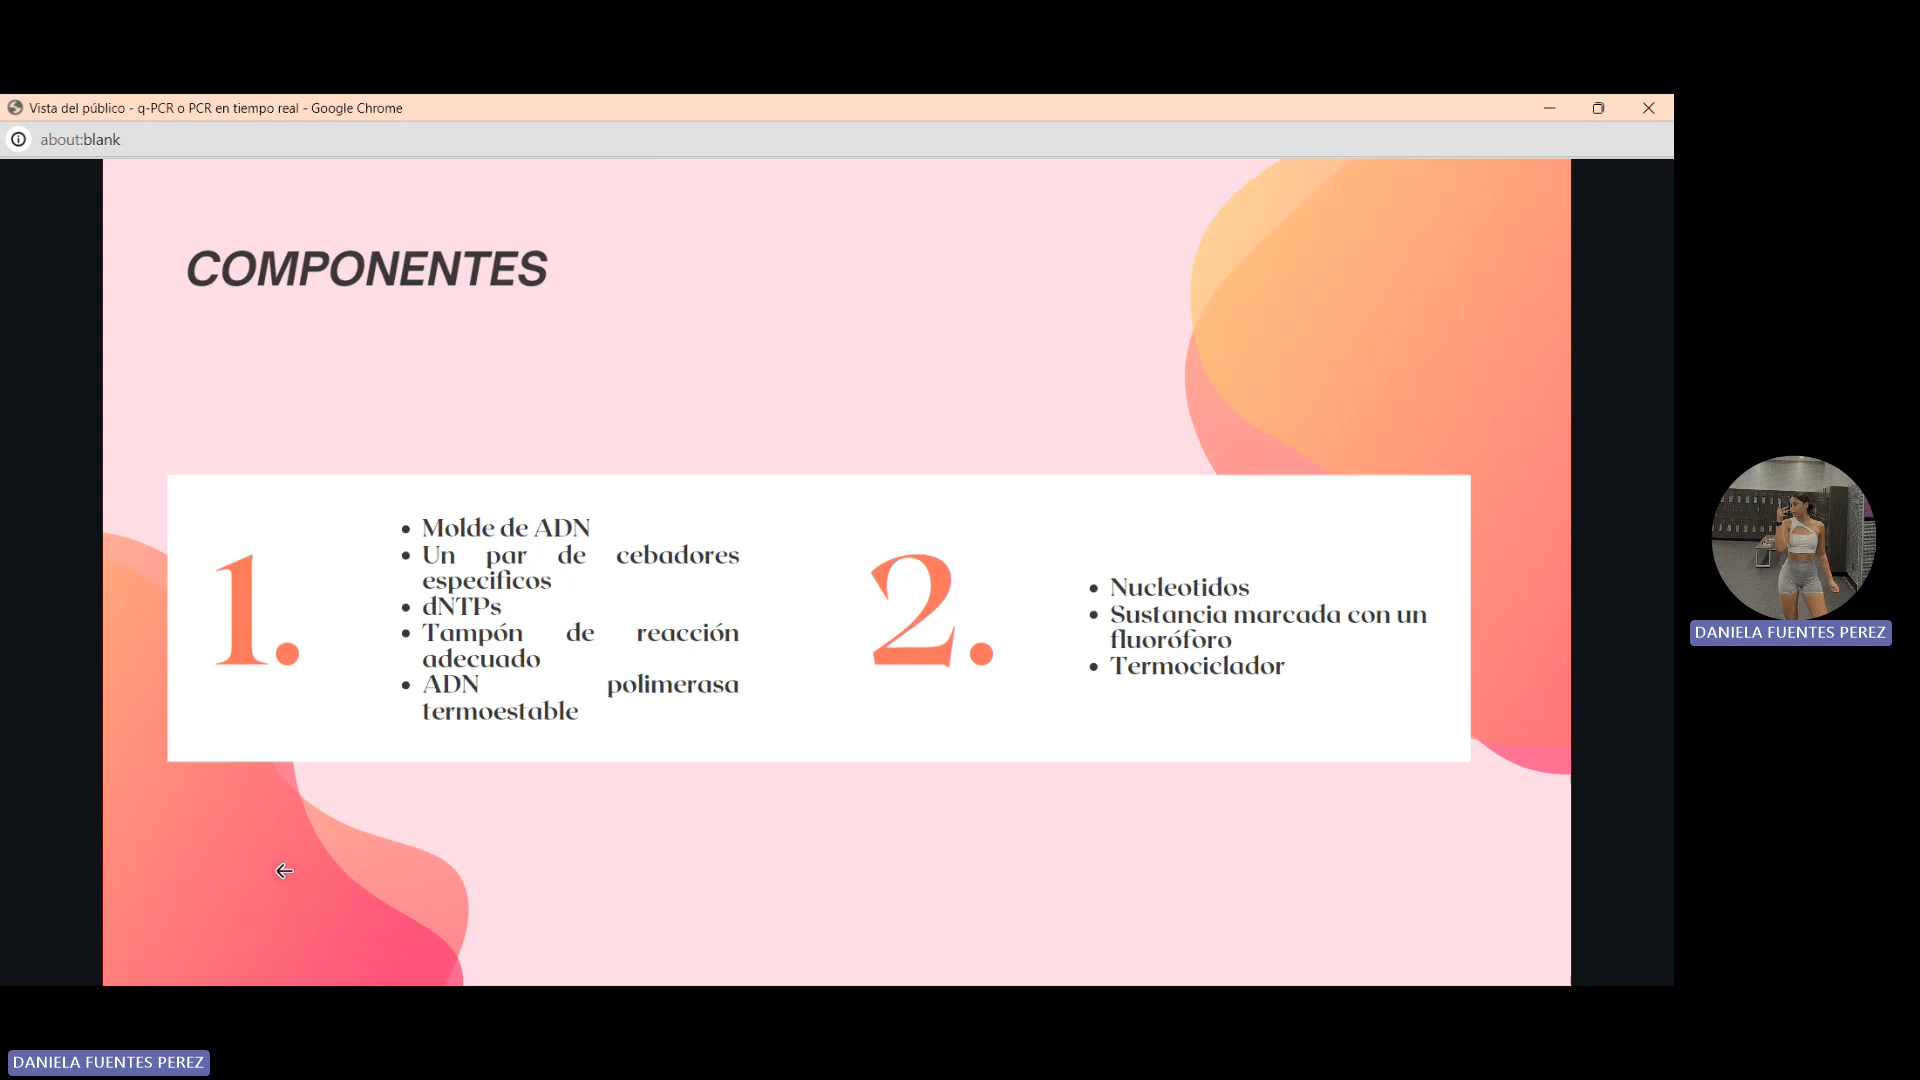 Vista del público - q-PCR o PCR en tiempo real - Google Chrome
about:blank
COMPONENTES
1.
• Molde de ADN
• Un par de cebadores
especificos
• dNTPs
• Tampón de reacción
adecuado
• ADN polimerasa
termoestable
2.
• Nucleotidos
• Sustancia marcada con un
fluoróforo
• Termociclador
DANIELA FUENTES PEREZ
DANIELA FUENTES PEREZ